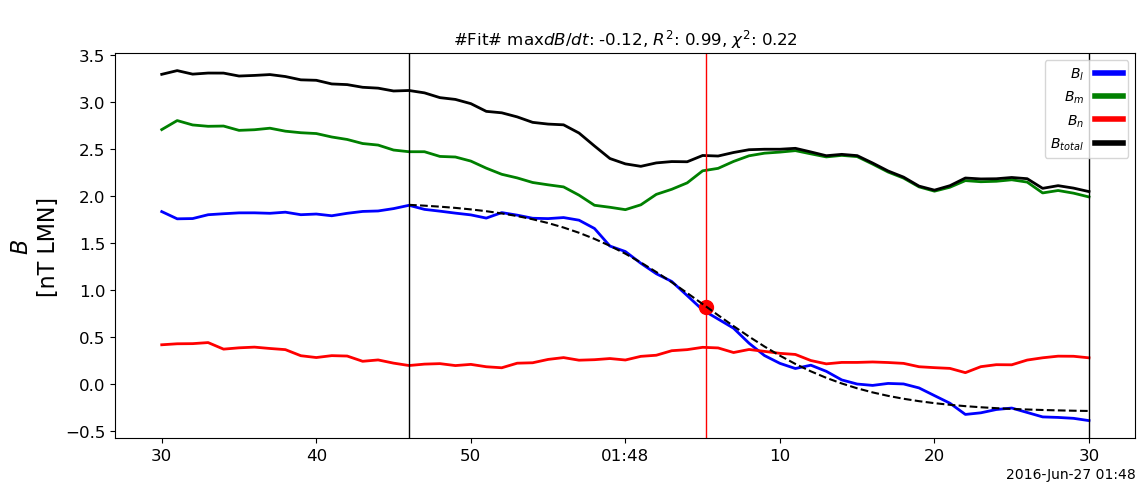 #Fit# max dB/dt: -0.12, R²: 0.99, χ²: 0.22
B
[nT LMN]
3.5
3.0
2.5
2.0
1.5
1.0
0.5
0.0
−0.5
B_l
B_m
B_n
B_total
30 40 50 01:48 10 20 30
2016-Jun-27 01:48